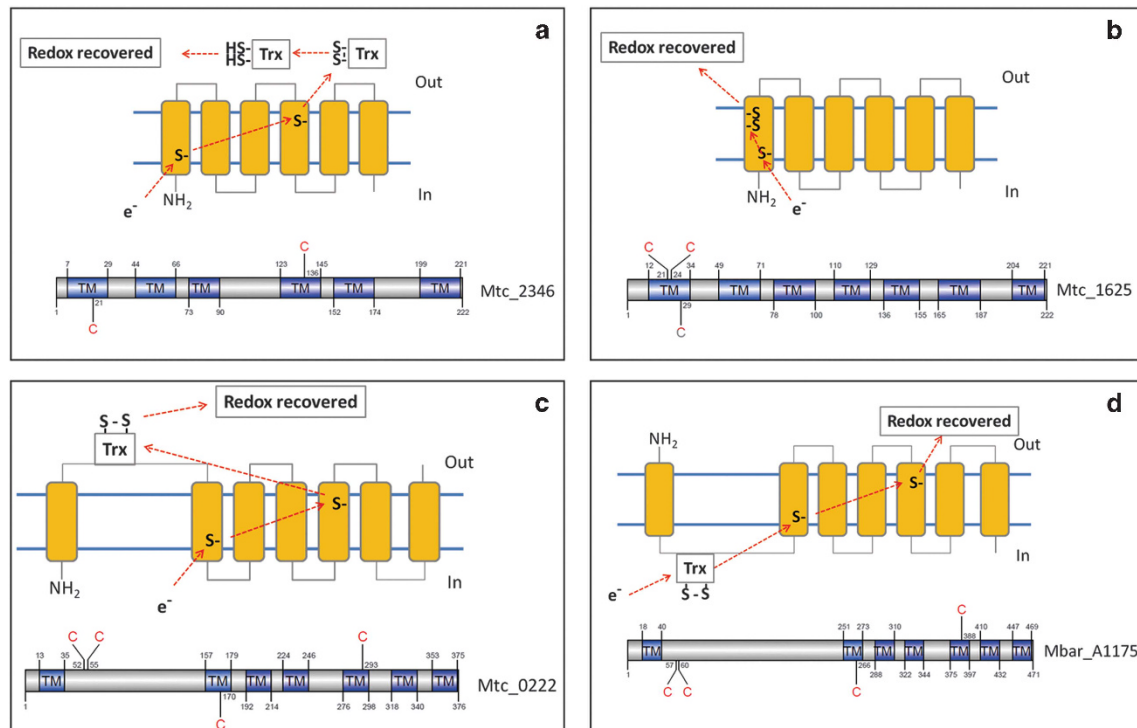 a
HS-
HS-
Trx
S-
S-
Trx
Redox recovered
Out
S-
S-
NH2
e-
In
C
7 29 44 66 123 136 145 199 221
TM TM TM TM TM TM
Mtc_2346
1 21 73 90 152 174 222
C
b
Redox recovered
Out
-S
-S
S-
NH2
e-
In
C C
12 21 24 34 49 71 110 129 204 221
TM TM TM TM TM TM TM
Mtc_1625
1 29 78 100 136 155 165 187 222
C
c
Redox recovered
S - S
Trx
Out
S-
S-
NH2
e-
In
C C C
13 35 52 55 157 179 224 246 293 353 375
TM TM TM TM TM TM TM
Mtc_0222
1 170 192 214 276 298 318 340 376
C
d
Redox recovered
NH2
Out
S-
S-
In
Trx
e-
S - S
C
18 40 251 273 310 388 410 447 469
TM TM TM TM TM TM TM
Mbar_A1175
1 57 60 266 288 322 344 375 397 432 471
C C C